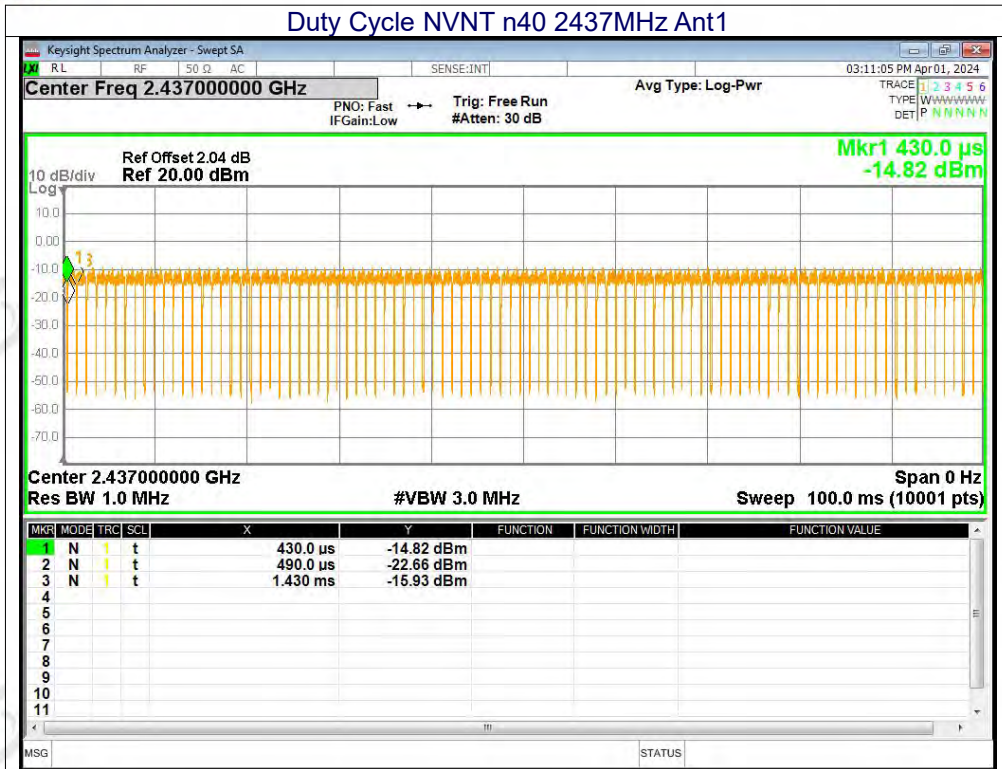 Duty Cycle NVNT n40 2437MHz Ant1
Keysight Spectrum Analyzer - Swept SA
LXI RL RF 50 Ω AC SENSE:INT 03:11:05 PM Apr 01, 2024
Center Freq 2.437000000 GHz Avg Type: Log-Pwr TRACE 1 2 3 4 5 6
PNO: Fast Trig: Free Run TYPE WWWWWWW
IFGain:Low #Atten: 30 dB DET P N N N N N
Mkr1 430.0 µs
-14.82 dBm
Ref Offset 2.04 dB
10 dB/div Ref 20.00 dBm
Log
10.0
0.00
1 3
-10.0
-20.0
-30.0
-40.0
-50.0
-60.0
-70.0
Center 2.437000000 GHz Span 0 Hz
Res BW 1.0 MHz #VBW 3.0 MHz Sweep 100.0 ms (10001 pts)
MKR MODE TRC SCL X Y FUNCTION FUNCTION WIDTH FUNCTION VALUE
1 N 1 t 430.0 µs -14.82 dBm
2 N 1 t 490.0 µs -22.66 dBm
3 N 1 t 1.430 ms -15.93 dBm
4
5
6
7
8
9
10
11
MSG STATUS